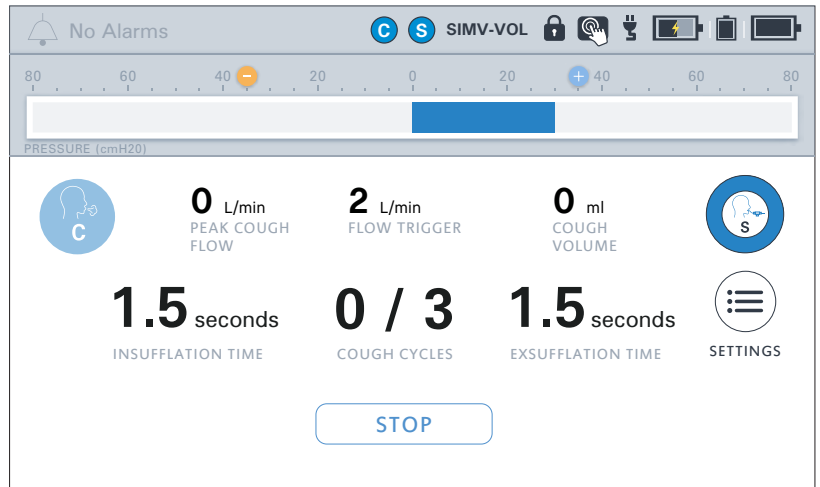 No Alarms C S SIMV-VOL
80 60 40 − 20 0 20 + 40 60 80
PRESSURE (cmH20)
0 L/min 2 L/min 0 ml
PEAK COUGH FLOW TRIGGER COUGH
FLOW VOLUME
C S
1.5 seconds 0 / 3 1.5 seconds
INSUFFLATION TIME COUGH CYCLES EXSUFFLATION TIME SETTINGS
STOP